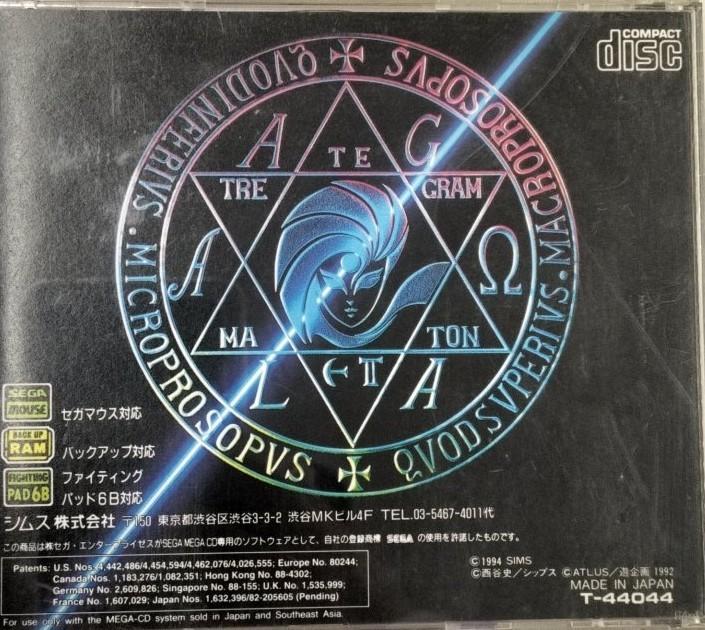 COMPACT
disc
QVODINFERIVS · MICROPROSOPVS ✠ QVODSVPERIVS · MACROPROSOPVS ✠
A TE G
TRE GRAM
A Ω
MA TON
L A
SEGA
MOUSE
セガマウス対応
BACK UP
RAM
バックアップ対応
FIGHTING
PAD6B
ファイティング
パッド6B対応
シムス株式会社 〒150 東京都渋谷区渋谷3-3-2 渋谷MKビル4F TEL.03-5467-4011代
この商品は㈱セガ・エンタープライゼスがSEGA MEGA CD専用のソフトウェアとして、自社の登録商標 SEGA の使用を許諾したものです。
Patents: U.S. Nos. 4,442,486/4,454,594/4,462,076/4,026,555; Europe No. 80244;
Canada Nos. 1,183,276/1,082,351; Hong Kong No. 88-4302;
Germany No. 2,609,826; Singapore No. 88-155; U.K. No. 1,535,999;
France No. 1,607,029; Japan Nos. 1,632,396/82-205605 (Pending)
For use only with the MEGA-CD system sold in Japan and Southeast Asia.
©1994 SIMS
©西谷史/シップス ©ATLUS/遊企画 1992
MADE IN JAPAN
T-44044